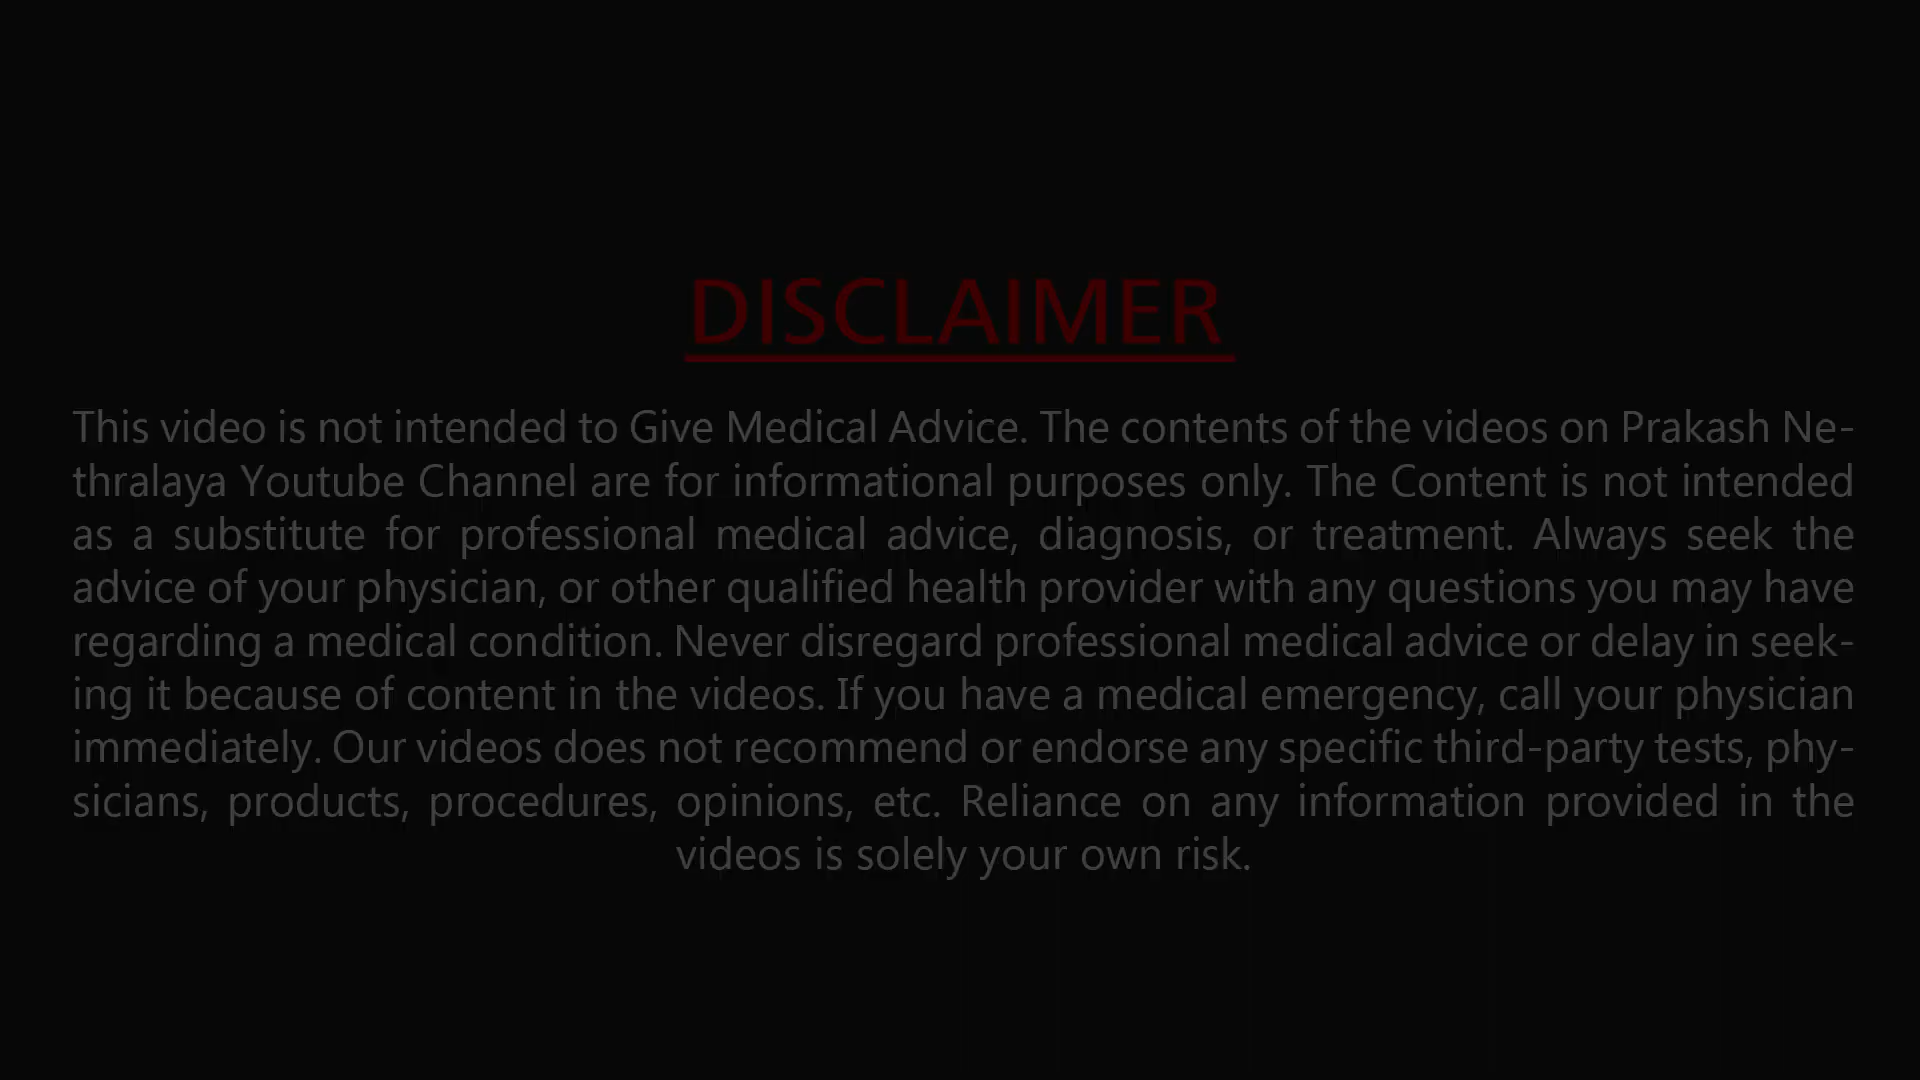 DISCLAIMER
This video is not intended to Give Medical Advice. The contents of the videos on Prakash Ne-
thralaya Youtube Channel are for informational purposes only. The Content is not intended
as a substitute for professional medical advice, diagnosis, or treatment. Always seek the
advice of your physician, or other qualified health provider with any questions you may have
regarding a medical condition. Never disregard professional medical advice or delay in seek-
ing it because of content in the videos. If you have a medical emergency, call your physician
immediately. Our videos does not recommend or endorse any specific third-party tests, phy-
sicians, products, procedures, opinions, etc. Reliance on any information provided in the
videos is solely your own risk.